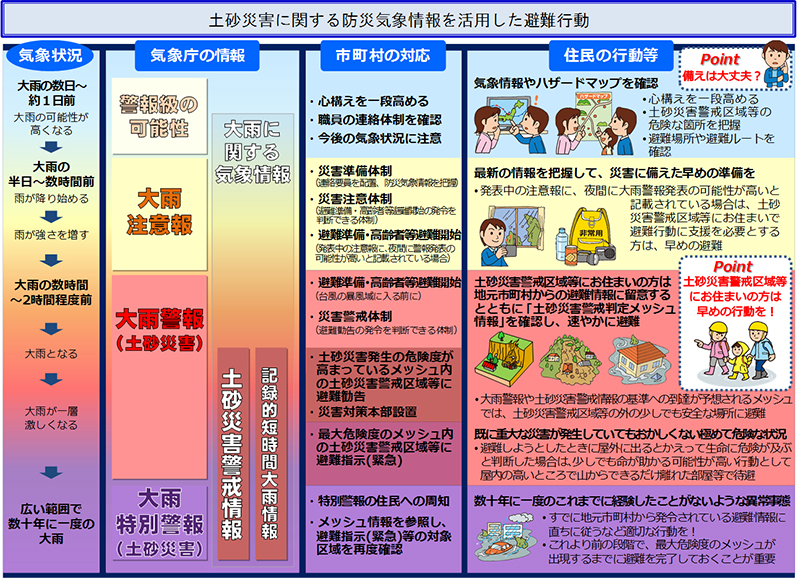 土砂災害に関する防災気象情報を活用した避難行動
気象状況
気象庁の情報
市町村の対応
住民の行動等
Point
備えは大丈夫？
大雨の数日～
約１日前
大雨の可能性が
高くなる
大雨の
半日～数時間前
雨が降り始める
雨が強さを増す
大雨の数時間
～2時間程度前
大雨となる
大雨が一層
激しくなる
広い範囲で
数十年に一度の
大雨
警報級の
可能性
大雨
注意報
大雨警報
(土砂災害)
大雨
特別警報
(土砂災害)
大雨に
関する
気象情報
土砂災害警戒情報
記録的短時間大雨情報
・心構えを一段高める
・職員の連絡体制を確認
・今後の気象状況に注意
・災害準備体制
(連絡要員を配置、防災気象情報を把握)
・災害注意体制
(避難準備・高齢者等避難開始の発令を
判断できる体制)
・避難準備・高齢者等避難開始
(発表中の注意報に、夜間に警報発表の
可能性が高いと記載されている場合)
・避難準備・高齢者等避難開始
(台風の暴風域に入る前に)
・災害警戒体制
(避難勧告の発令を判断できる体制)
・土砂災害発生の危険度が
高まっているメッシュ内
の土砂災害警戒区域等に
避難勧告
・災害対策本部設置
・最大危険度のメッシュ内
の土砂災害警戒区域等に
避難指示(緊急)
・特別警報の住民への周知
・メッシュ情報を参照し、
避難指示(緊急)等の対象
区域を再度確認
気象情報やハザードマップを確認
ハザードマップ
・心構えを一段高める
・土砂災害警戒区域等の
危険な箇所を把握
・避難場所や避難ルートを
確認
最新の情報を把握して、災害に備えた早めの準備を
・発表中の注意報に、夜間に大雨警報発表の可能性が高いと
記載されている場合は、土砂
災害警戒区域等にお住まいで
避難行動に支援を必要とする
方は、早めの避難
非常用
土砂災害警戒区域等にお住まいの方は
地元市町村からの避難情報に留意する
とともに「土砂災害警戒判定メッシュ
情報」を確認し、速やかに避難
Point
土砂災害警戒区域等
にお住まいの方は
早めの行動を！
・大雨警報や土砂災害警戒情報の基準への到達が予想されるメッシュ
では、土砂災害警戒区域等の外の少しでも安全な場所に避難
既に重大な災害が発生していてもおかしくない極めて危険な状況
・避難しようとしたときに屋外に出るとかえって生命に危険が及ぶ
と判断した場合は、少しでも命が助かる可能性が高い行動として
屋内の高いところで山からできるだけ離れた部屋等で待避
数十年に一度のこれまでに経験したことがないような異常事態
・すでに地元市町村から発令されている避難情報に
直ちに従うなど適切な行動を！
・これより前の段階で、最大危険度のメッシュが
出現するまでに避難を完了しておくことが重要